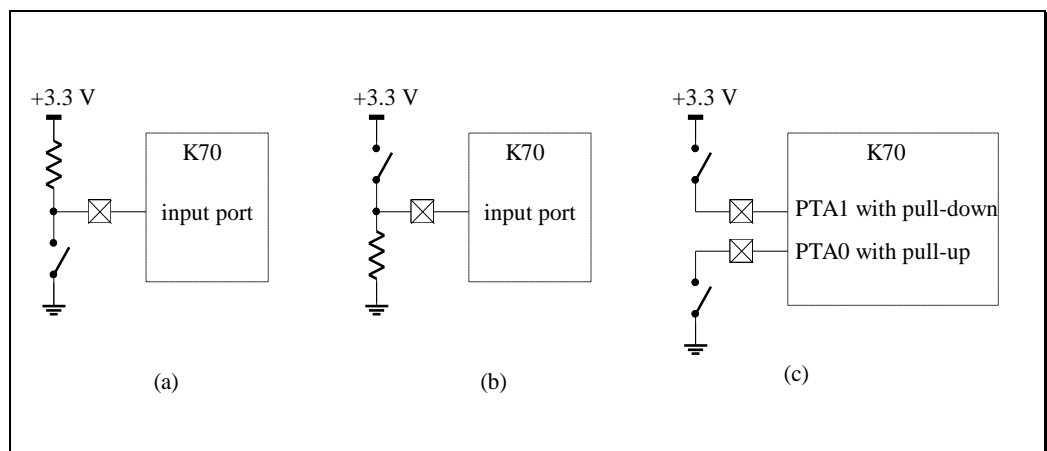 +3.3 V
K70
input port
(a)
+3.3 V
K70
input port
(b)
+3.3 V
K70
PTA1 with pull-down
PTA0 with pull-up
(c)